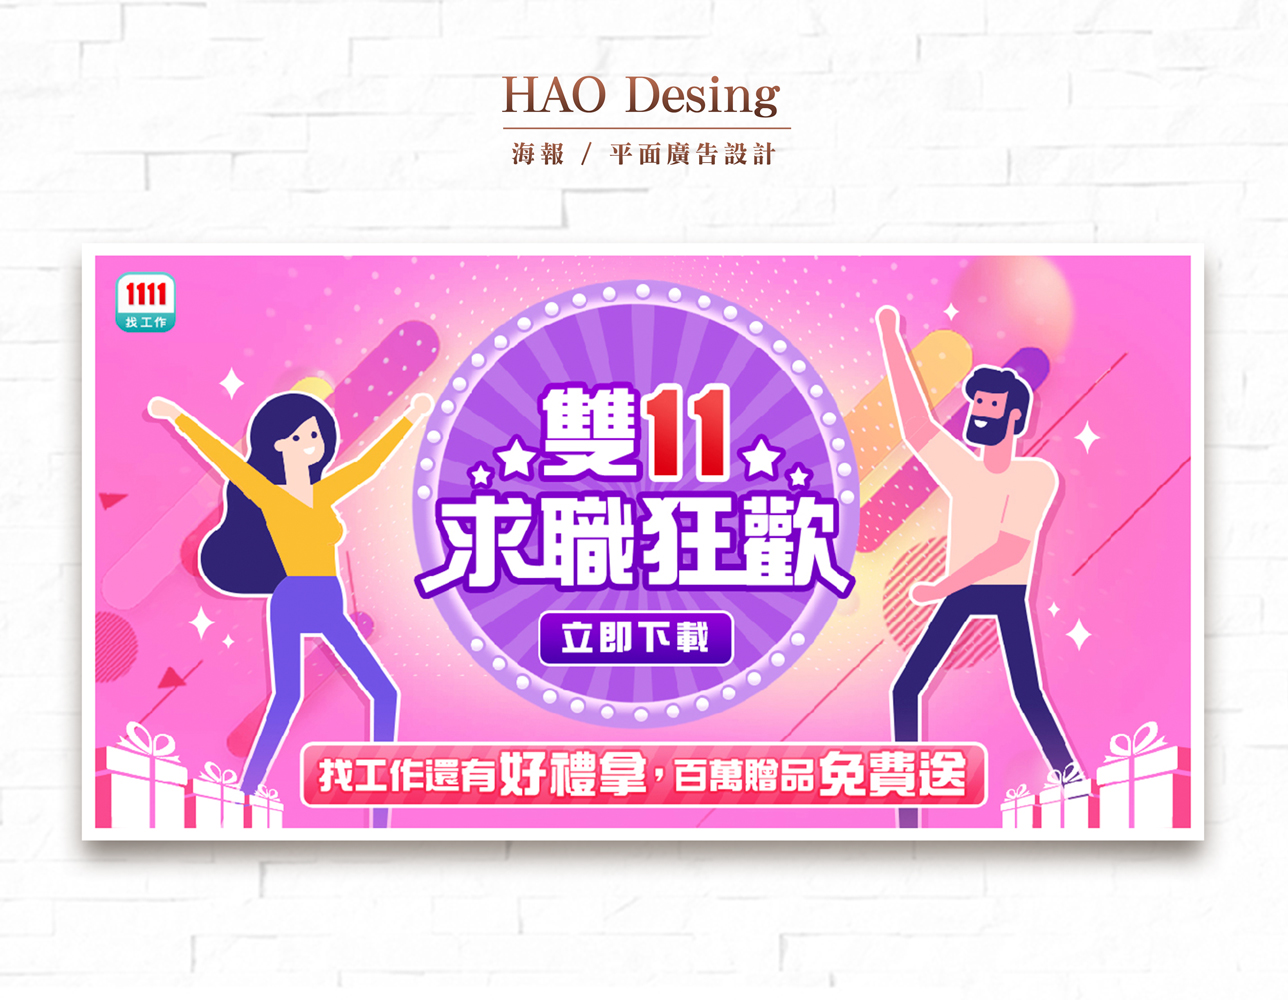 HAO Desing
海報 / 平面廣告設計
1111
找工作
雙11
求職狂歡
立即下載
找工作還有好禮拿，百萬贈品免費送